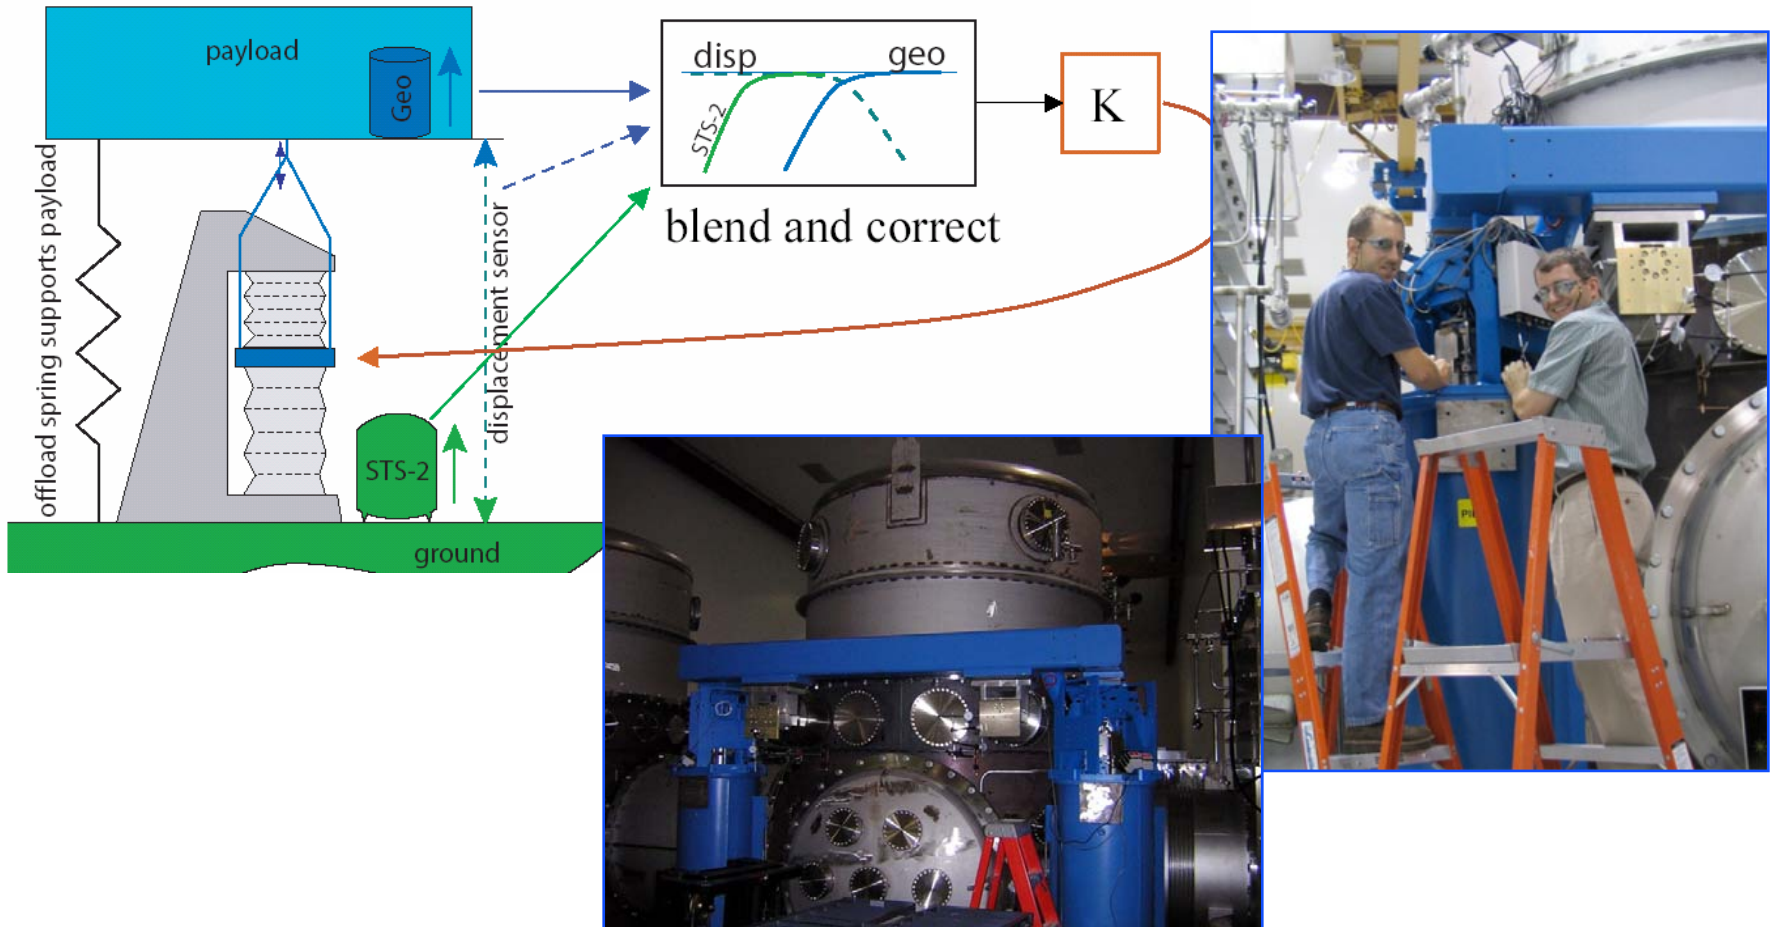 payload
Geo
disp
geo
STS-2
K
blend and correct
offload spring supports payload
displacement sensor
STS-2
ground